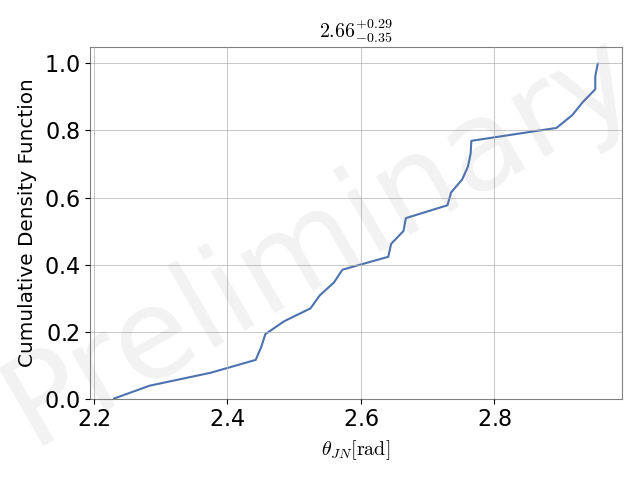 2.66^{+0.29}_{-0.35}
Cumulative Density Function
1.0
0.8
0.6
0.4
0.2
0.0
2.2 2.4 2.6 2.8
θ_{JN}[rad]
Preliminary